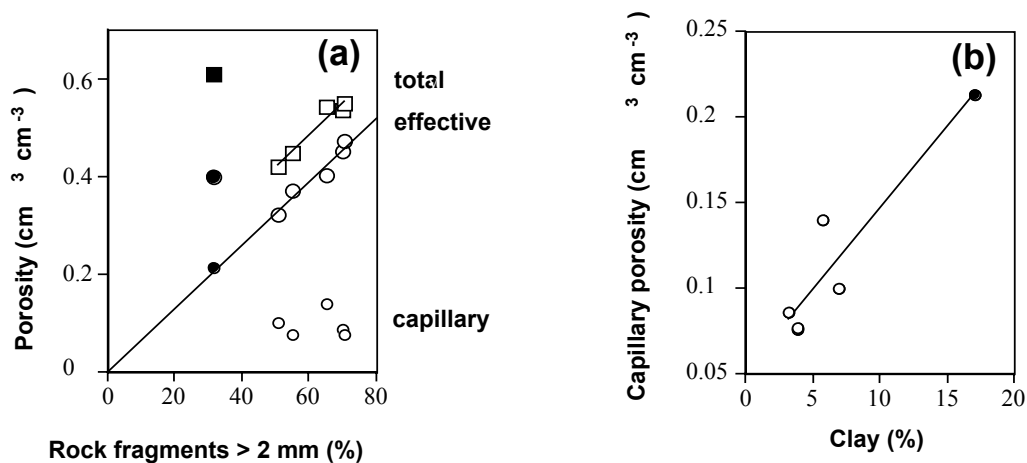 (a)
Porosity (cm 3 cm -3)
0.6
0.4
0.2
0
0 20 40 60 80
Rock fragments > 2 mm (%)
total
effective
capillary
(b)
Capillary porosity (cm 3 cm -3)
0.25
0.2
0.15
0.1
0.05
0 5 10 15 20
Clay (%)